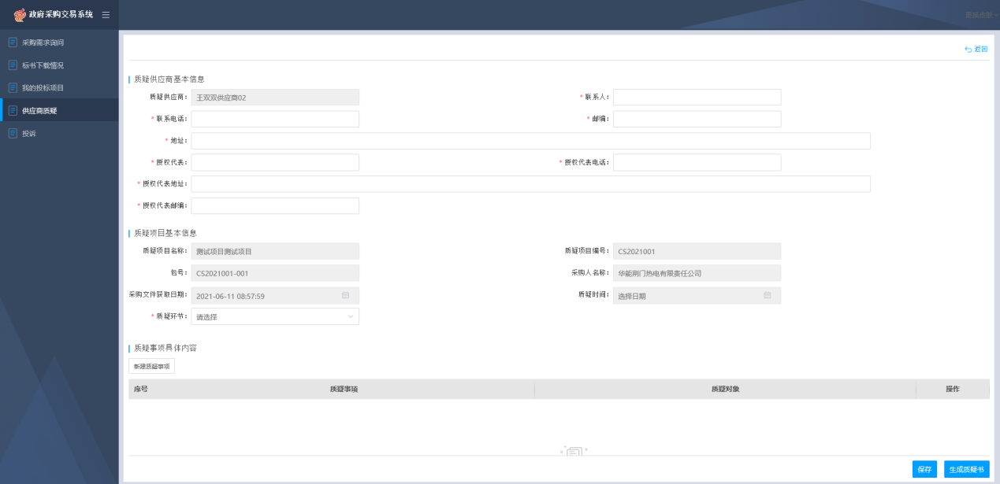 政府采购交易系统
更换皮肤
采购需求询问
标书下载情况
我的投标项目
供应商质疑
投诉
返回
质疑供应商基本信息
质疑供应商: 王双双供应商02 * 联系人:
* 联系电话: * 邮编:
* 地址:
* 授权代表: * 授权代表电话:
* 授权代表地址:
* 授权代表邮编:
质疑项目基本信息
质疑项目名称: 测试项目测试项目 质疑项目编号: CS2021001
包号: CS2021001-001 采购人名称: 华能荆门热电有限责任公司
采购文件获取日期: 2021-06-11 08:57:59 质疑时间: 选择日期
* 质疑环节: 请选择
质疑事项具体内容
新建质疑事项
序号 质疑事项 质疑对象 操作
保存 生成质疑书